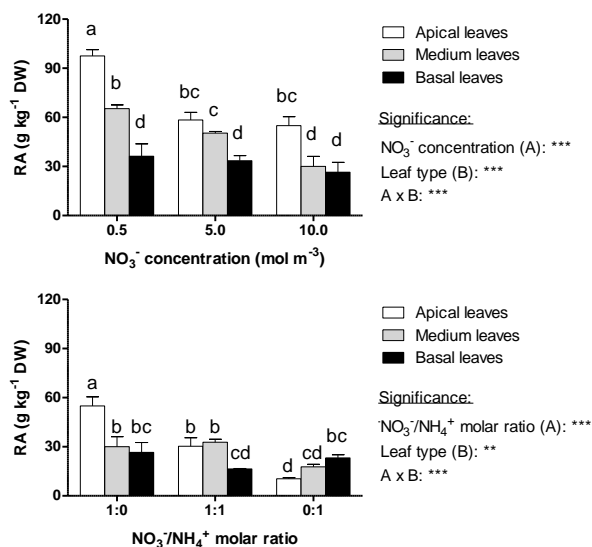 120
90
60
30
0
RA (g kg⁻¹ DW)
a
b
d
bc
c
d
bc
d
d
0.5
5.0
10.0
NO₃⁻ concentration (mol m⁻³)
Apical leaves
Medium leaves
Basal leaves
Significance:
NO₃⁻ concentration (A): ***
Leaf type (B): ***
A x B: ***
120
90
60
30
0
RA (g kg⁻¹ DW)
a
b
bc
b
b
cd
d
cd
bc
1:0
1:1
0:1
NO₃⁻/NH₄⁺ molar ratio
Apical leaves
Medium leaves
Basal leaves
Significance:
⁻NO₃⁻/NH₄⁺ molar ratio (A): ***
Leaf type (B): **
A x B: ***